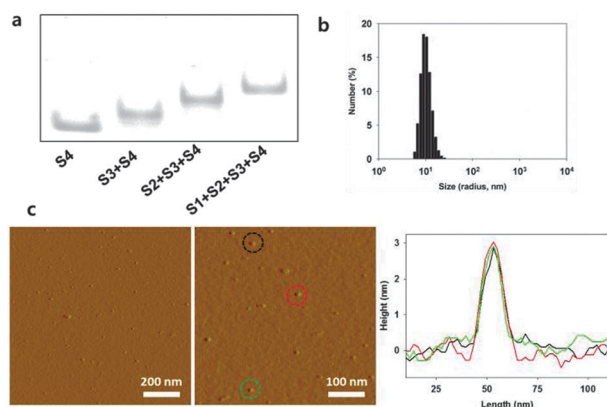 a
S4
S3+S4
S2+S3+S4
S1+S2+S3+S4
b
Number (%)
20
15
10
5
0
10⁰ 10¹ 10² 10³ 10⁴
Size (radius, nm)
c
200 nm
100 nm
Height (nm)
3
2
1
0
25 50 75 100
Length (nm)